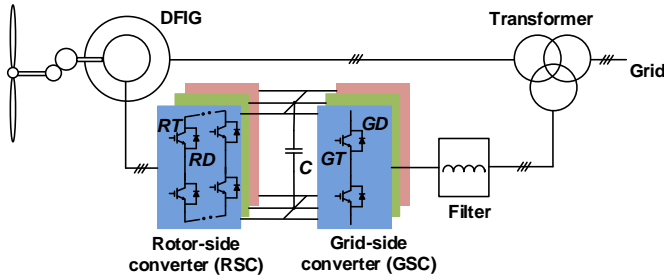 DFIG
Transformer
Grid
RT
RD
C
GD
GT
Filter
Rotor-side
converter (RSC)
Grid-side
converter (GSC)